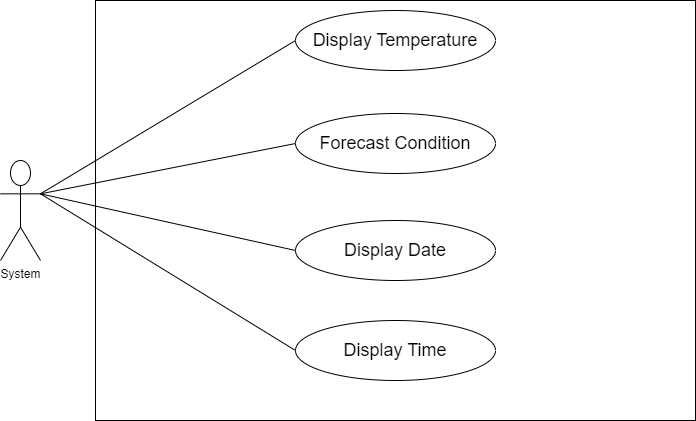 Display Temperature
Forecast Condition
System
Display Date
Display Time